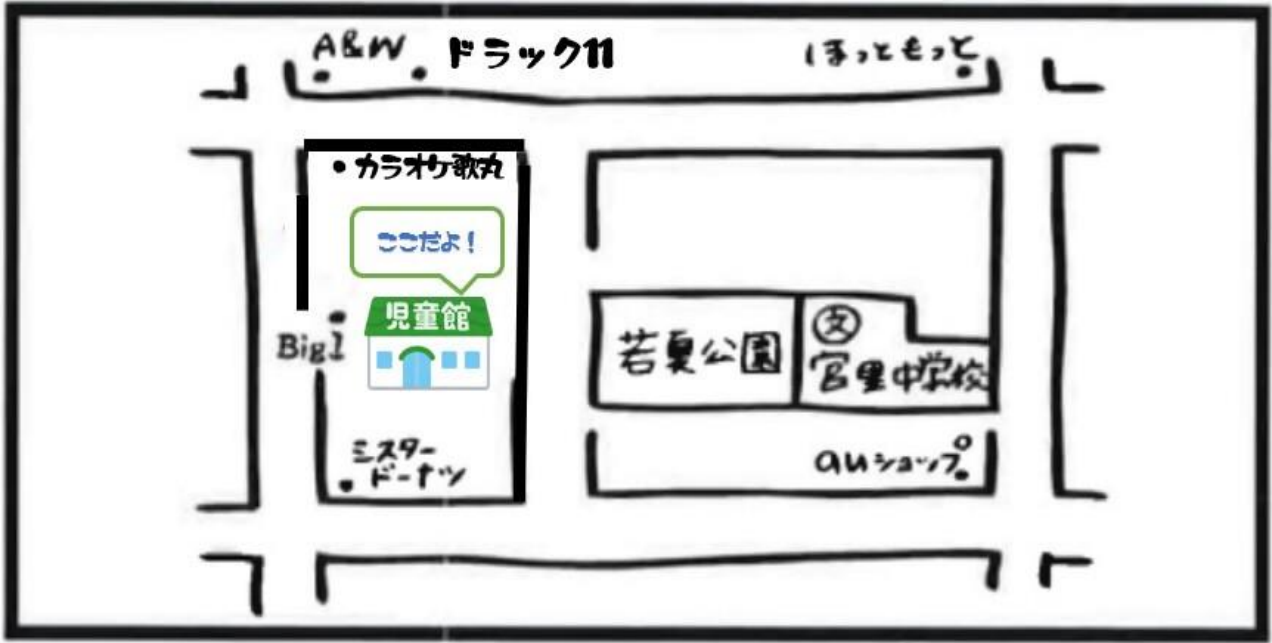 A&W
ドラック11
ほっともっと
・カラオケ歌丸
ここだよ！
児童館
Big1
若夏公園
文
宮里中学校
ミスター
ドーナツ
auショップ